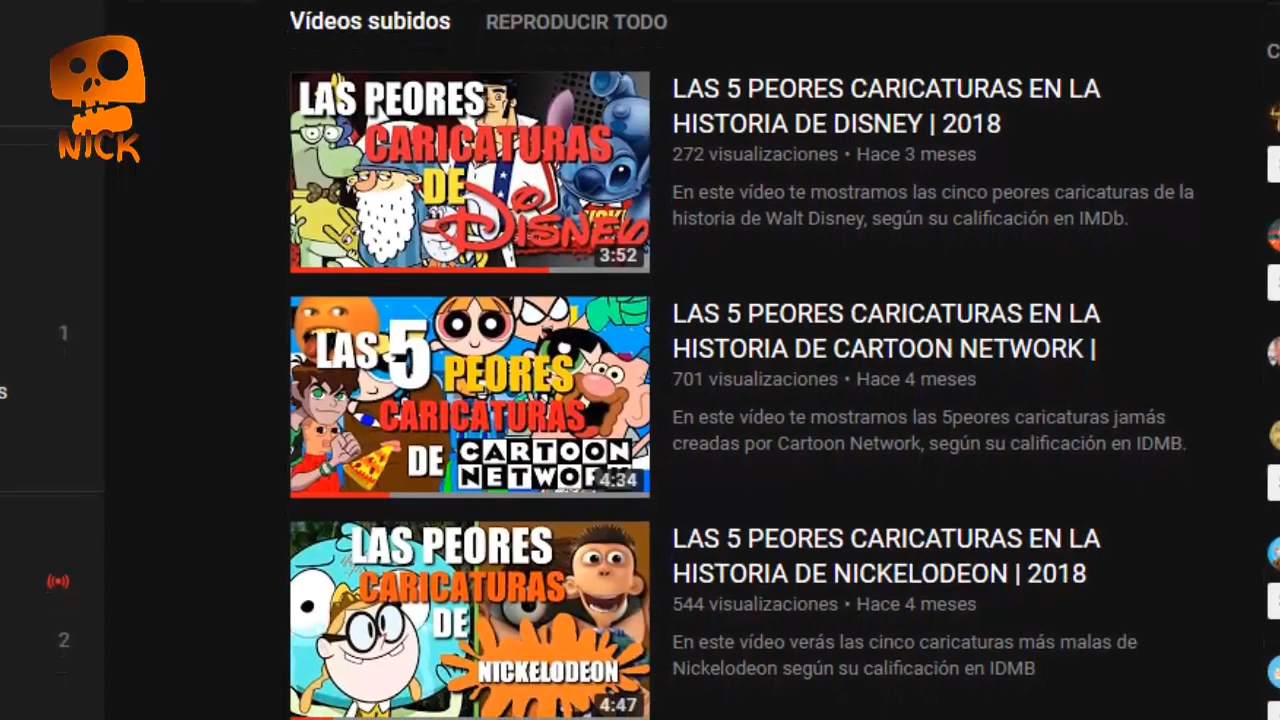 Vídeos subidos REPRODUCIR TODO
NICK
LAS PEORES
CARICATURAS
DE
DISNEY
3:52
LAS 5 PEORES CARICATURAS EN LA
HISTORIA DE DISNEY | 2018
272 visualizaciones • Hace 3 meses
En este vídeo te mostramos las cinco peores caricaturas de la
historia de Walt Disney, según su calificación en IMDb.
1
s
LAS 5 PEORES
CARICATURAS
DE CARTOON
NETWORK
4:34
LAS 5 PEORES CARICATURAS EN LA
HISTORIA DE CARTOON NETWORK |
701 visualizaciones • Hace 4 meses
En este vídeo te mostramos las 5peores caricaturas jamás
creadas por Cartoon Network, según su calificación en IDMB.
2
LAS PEORES
CARICATURAS
DE
NICKELODEON
4:47
LAS 5 PEORES CARICATURAS EN LA
HISTORIA DE NICKELODEON | 2018
544 visualizaciones • Hace 4 meses
En este vídeo verás las cinco caricaturas más malas de
Nickelodeon según su calificación en IDMB